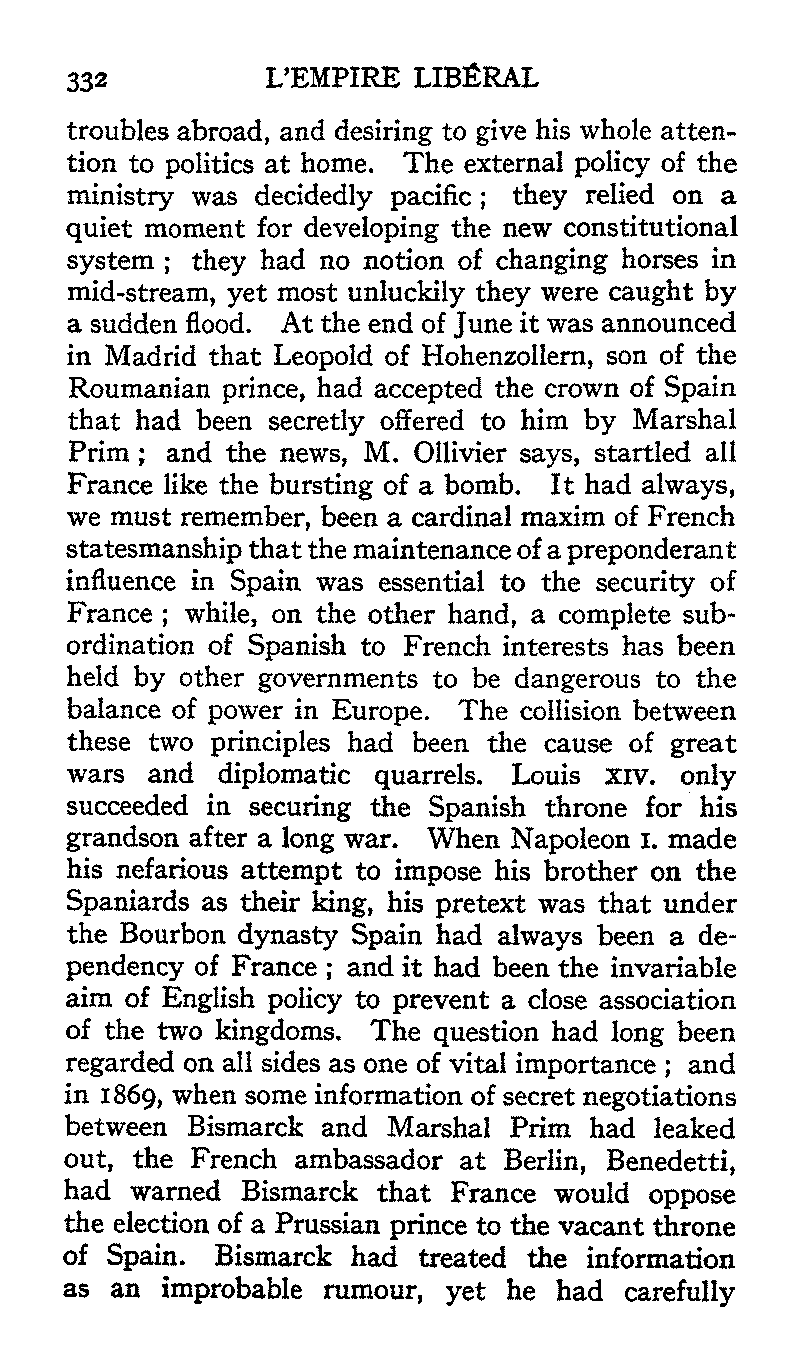 332 L'EMPIRE LIBÉRAL
troubles abroad, and desiring to give his whole atten-
tion to politics at home. The external policy of the
ministry was decidedly pacific ; they relied on a
quiet moment for developing the new constitutional
system ; they had no notion of changing horses in
mid-stream, yet most unluckily they were caught by
a sudden flood. At the end of June it was announced
in Madrid that Leopold of Hohenzollern, son of the
Roumanian prince, had accepted the crown of Spain
that had been secretly offered to him by Marshal
Prim ; and the news, M. Ollivier says, startled all
France like the bursting of a bomb. It had always,
we must remember, been a cardinal maxim of French
statesmanship that the maintenance of a preponderant
influence in Spain was essential to the security of
France ; while, on the other hand, a complete sub-
ordination of Spanish to French interests has been
held by other governments to be dangerous to the
balance of power in Europe. The collision between
these two principles had been the cause of great
wars and diplomatic quarrels. Louis XIV. only
succeeded in securing the Spanish throne for his
grandson after a long war. When Napoleon I. made
his nefarious attempt to impose his brother on the
Spaniards as their king, his pretext was that under
the Bourbon dynasty Spain had always been a de-
pendency of France ; and it had been the invariable
aim of English policy to prevent a close association
of the two kingdoms. The question had long been
regarded on all sides as one of vital importance ; and
in 1869, when some information of secret negotiations
between Bismarck and Marshal Prim had leaked
out, the French ambassador at Berlin, Benedetti,
had warned Bismarck that France would oppose
the election of a Prussian prince to the vacant throne
of Spain. Bismarck had treated the information
as an improbable rumour, yet he had carefully